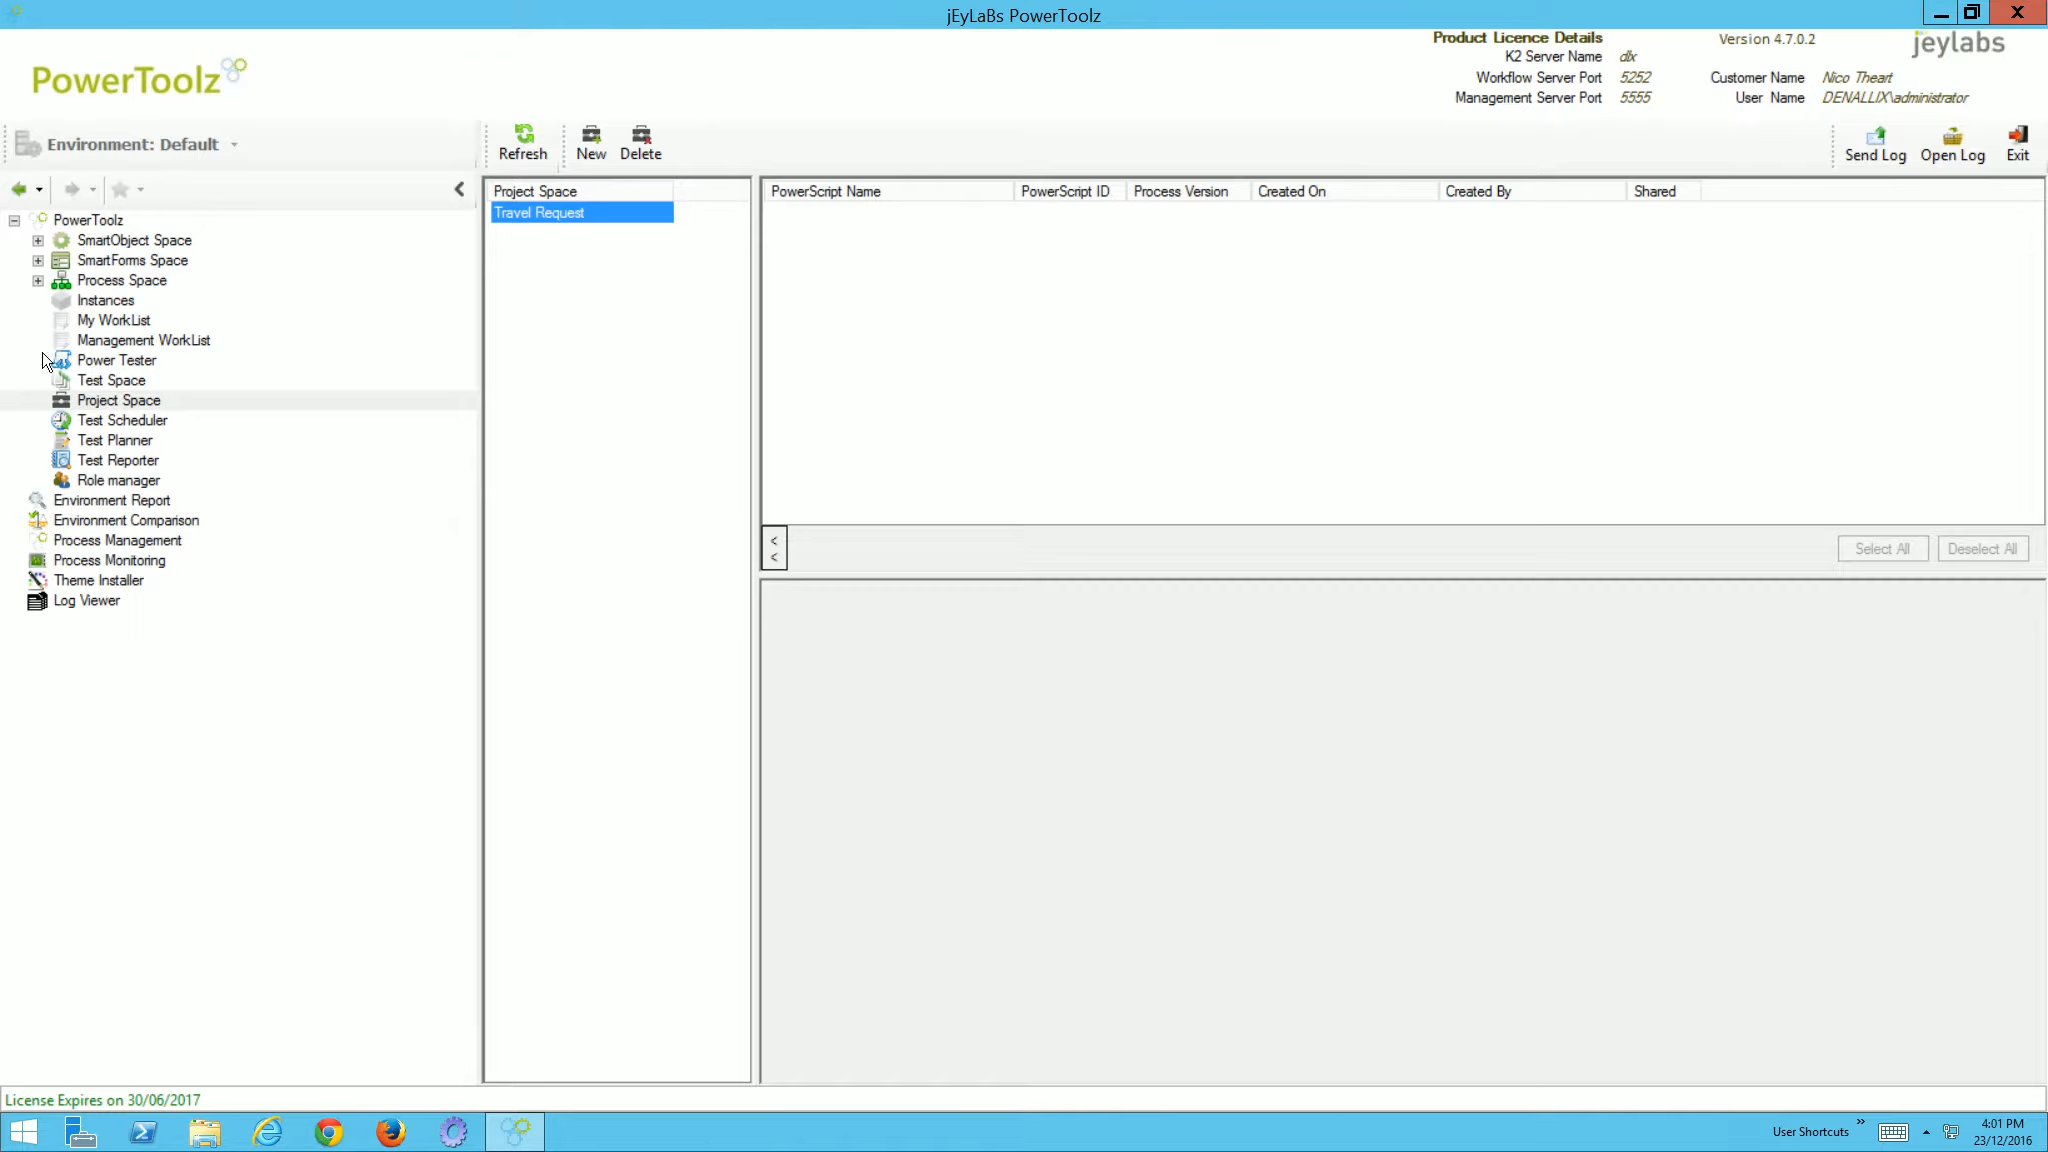 jEyLaBs PowerToolz
PowerToolz
Product Licence Details
Version 4.7.0.2
jeylabs
K2 Server Name dlx
Workflow Server Port 5252
Customer Name Nico Theart
Management Server Port 5555
User Name DENALLIX\administrator
Environment: Default
Refresh
New
Delete
Send Log
Open Log
Exit
PowerToolz
SmartObject Space
SmartForms Space
Process Space
Instances
My WorkList
Management WorkList
Power Tester
Test Space
Project Space
Test Scheduler
Test Planner
Test Reporter
Role manager
Environment Report
Environment Comparison
Process Management
Process Monitoring
Theme Installer
Log Viewer
Project Space
Travel Request
PowerScript Name PowerScript ID Process Version Created On Created By Shared
<
<
Select All
Deselect All
License Expires on 30/06/2017
User Shortcuts
4:01 PM
23/12/2016